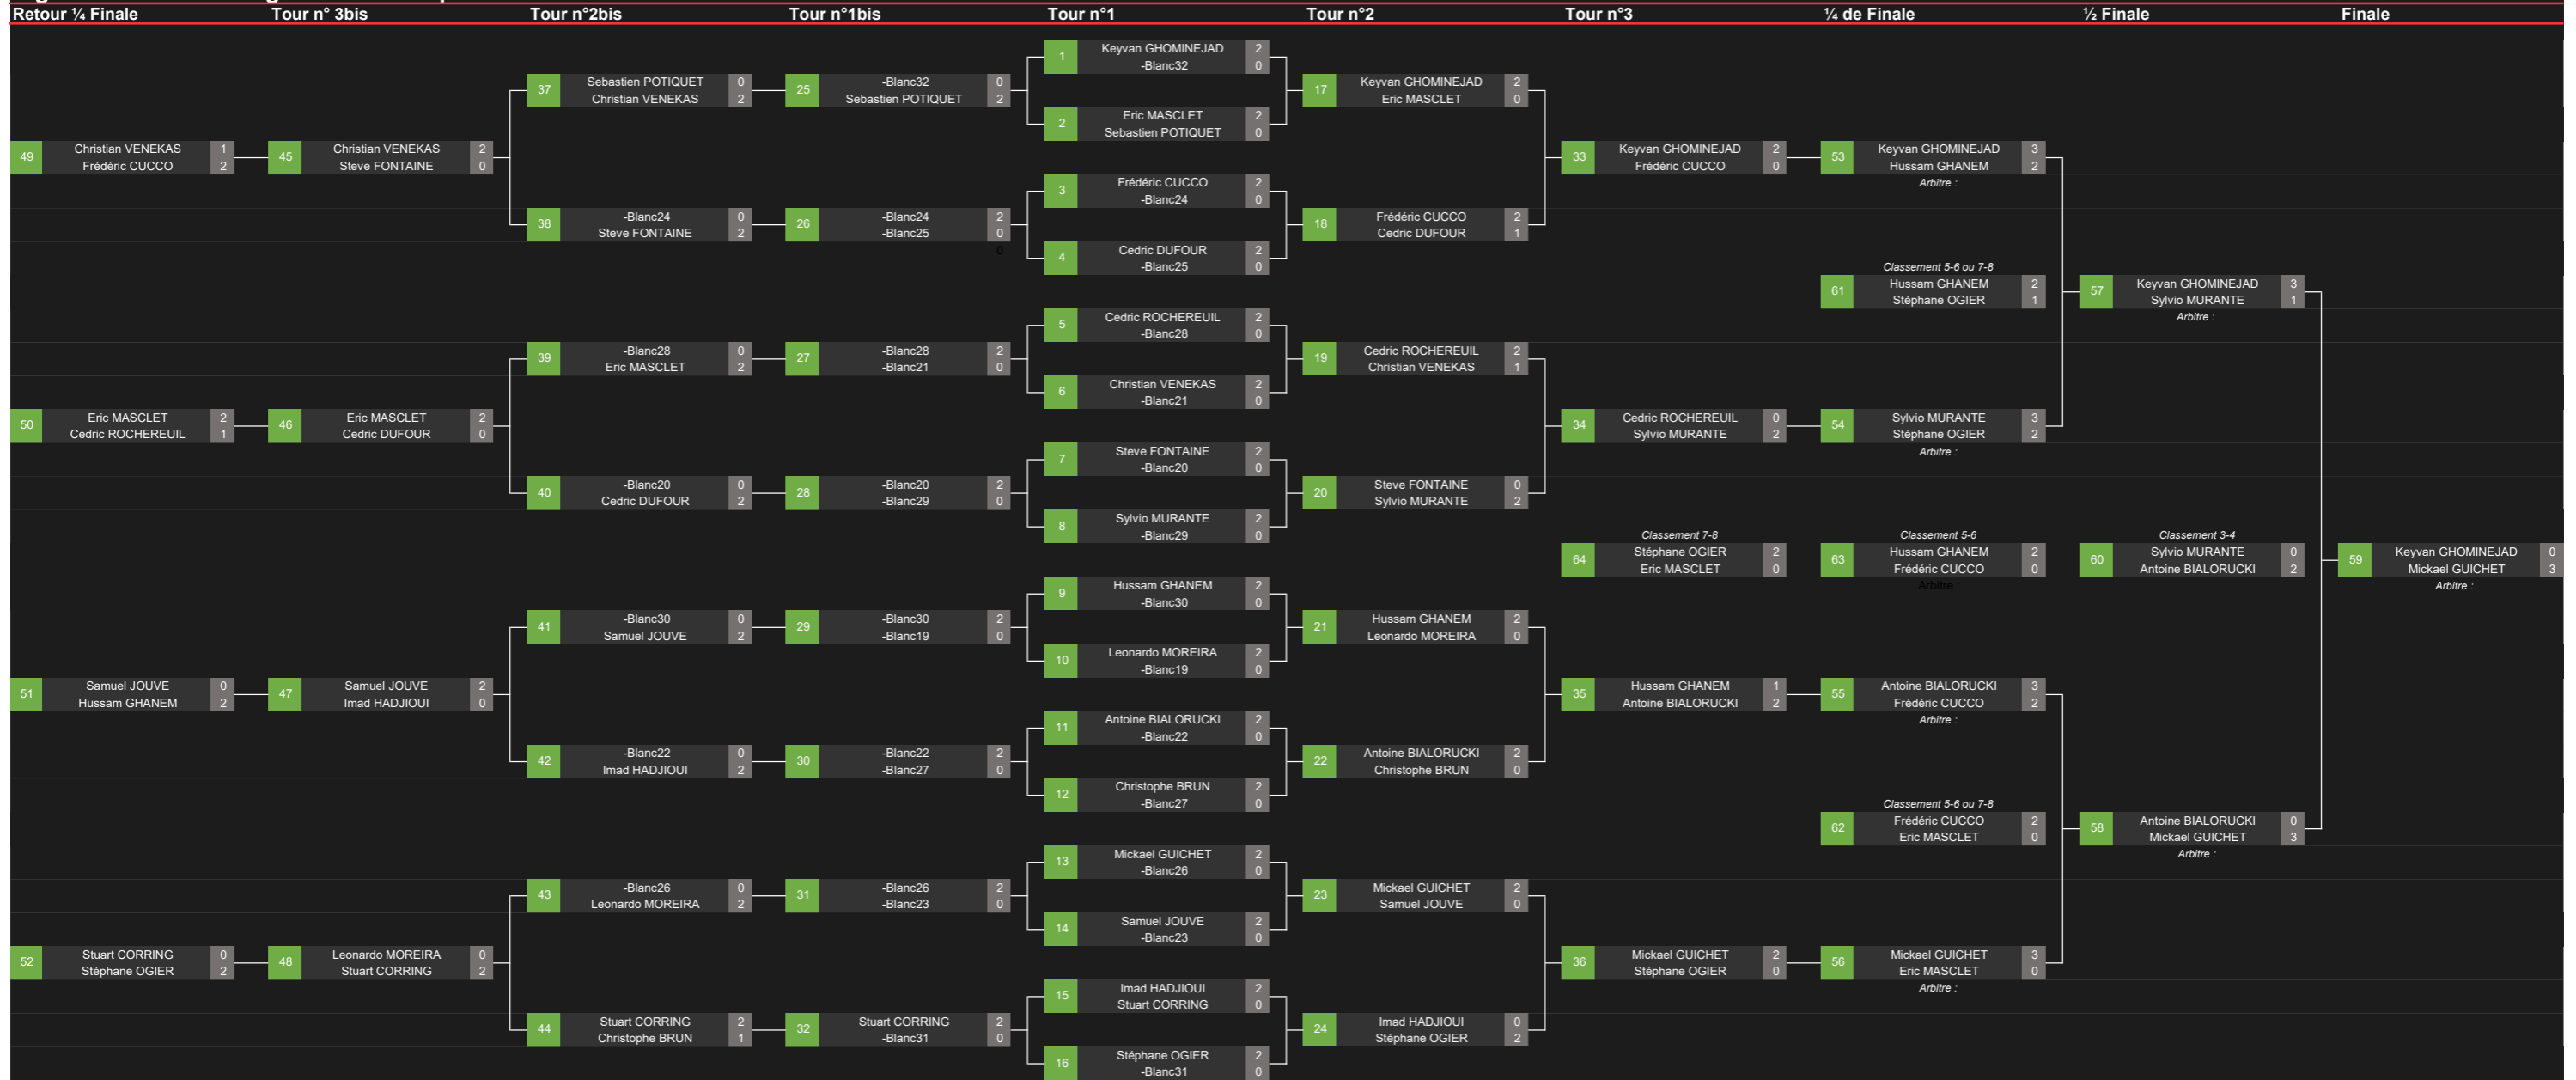 Retour ¼ Finale
Tour n° 3bis
Tour n°2bis
Tour n°1bis
Tour n°1
Tour n°2
Tour n°3
¼ de Finale
½ Finale
Finale
49
Christian VENEKAS 1
Frédéric CUCCO 2
50
Eric MASCLET 2
Cedric ROCHEREUIL 1
51
Samuel JOUVE 0
Hussam GHANEM 2
52
Stuart CORRING 0
Stéphane OGIER 2
45
Christian VENEKAS 2
Steve FONTAINE 0
46
Eric MASCLET 2
Cedric DUFOUR 0
47
Samuel JOUVE 2
Imad HADJIOUI 0
48
Leonardo MOREIRA 0
Stuart CORRING 2
37
Sebastien POTIQUET 0
Christian VENEKAS 2
38
-Blanc24 0
Steve FONTAINE 2
39
-Blanc28 0
Eric MASCLET 2
40
-Blanc20 0
Cedric DUFOUR 2
41
-Blanc30 0
Samuel JOUVE 2
42
-Blanc22 0
Imad HADJIOUI 2
43
-Blanc26 0
Leonardo MOREIRA 2
44
Stuart CORRING 2
Christophe BRUN 1
25
-Blanc32 0
Sebastien POTIQUET 2
26
-Blanc24 2
-Blanc25 0
0
27
-Blanc28 2
-Blanc21 0
28
-Blanc20 2
-Blanc29 0
29
-Blanc30 2
-Blanc19 0
30
-Blanc22 2
-Blanc27 0
31
-Blanc26 2
-Blanc23 0
32
Stuart CORRING 2
-Blanc31 0
1
Keyvan GHOMINEJAD 2
-Blanc32 0
2
Eric MASCLET 2
Sebastien POTIQUET 0
3
Frédéric CUCCO 2
-Blanc24 0
4
Cedric DUFOUR 2
-Blanc25 0
5
Cedric ROCHEREUIL 2
-Blanc28 0
6
Christian VENEKAS 2
-Blanc21 0
7
Steve FONTAINE 2
-Blanc20 0
8
Sylvio MURANTE 2
-Blanc29 0
9
Hussam GHANEM 2
-Blanc30 0
10
Leonardo MOREIRA 2
-Blanc19 0
11
Antoine BIALORUCKI 2
-Blanc22 0
12
Christophe BRUN 2
-Blanc27 0
13
Mickael GUICHET 2
-Blanc26 0
14
Samuel JOUVE 2
-Blanc23 0
15
Imad HADJIOUI 2
Stuart CORRING 0
16
Stéphane OGIER 2
-Blanc31 0
17
Keyvan GHOMINEJAD 2
Eric MASCLET 0
18
Frédéric CUCCO 2
Cedric DUFOUR 1
19
Cedric ROCHEREUIL 2
Christian VENEKAS 1
20
Steve FONTAINE 0
Sylvio MURANTE 2
21
Hussam GHANEM 2
Leonardo MOREIRA 0
22
Antoine BIALORUCKI 2
Christophe BRUN 0
23
Mickael GUICHET 2
Samuel JOUVE 0
24
Imad HADJIOUI 0
Stéphane OGIER 2
33
Keyvan GHOMINEJAD 2
Frédéric CUCCO 0
34
Cedric ROCHEREUIL 0
Sylvio MURANTE 2
Classement 7-8
64
Stéphane OGIER 2
Eric MASCLET 0
35
Hussam GHANEM 1
Antoine BIALORUCKI 2
36
Mickael GUICHET 2
Stéphane OGIER 0
53
Keyvan GHOMINEJAD 3
Hussam GHANEM 2
Arbitre :
Classement 5-6 ou 7-8
61
Hussam GHANEM 2
Stéphane OGIER 1
54
Sylvio MURANTE 3
Stéphane OGIER 2
Arbitre :
Classement 5-6
63
Hussam GHANEM 2
Frédéric CUCCO 0
Arbitre :
55
Antoine BIALORUCKI 3
Frédéric CUCCO 2
Arbitre :
Classement 5-6 ou 7-8
62
Frédéric CUCCO 2
Eric MASCLET 0
56
Mickael GUICHET 3
Eric MASCLET 0
Arbitre :
57
Keyvan GHOMINEJAD 3
Sylvio MURANTE 1
Arbitre :
Classement 3-4
60
Sylvio MURANTE 0
Antoine BIALORUCKI 2
58
Antoine BIALORUCKI 0
Mickael GUICHET 3
Arbitre :
59
Keyvan GHOMINEJAD 0
Mickael GUICHET 3
Arbitre :